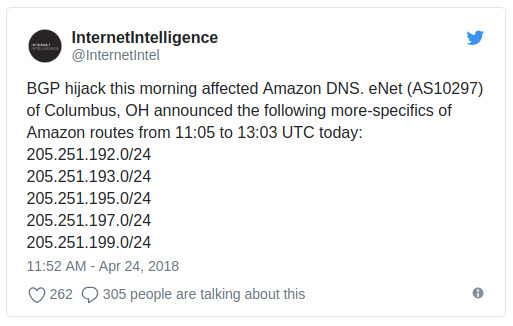 INTERNET
INTELLIGENCE
InternetIntelligence
@InternetIntel
BGP hijack this morning affected Amazon DNS. eNet (AS10297)
of Columbus, OH announced the following more-specifics of
Amazon routes from 11:05 to 13:03 UTC today:
205.251.192.0/24
205.251.193.0/24
205.251.195.0/24
205.251.197.0/24
205.251.199.0/24
11:52 AM - Apr 24, 2018
262 305 people are talking about this